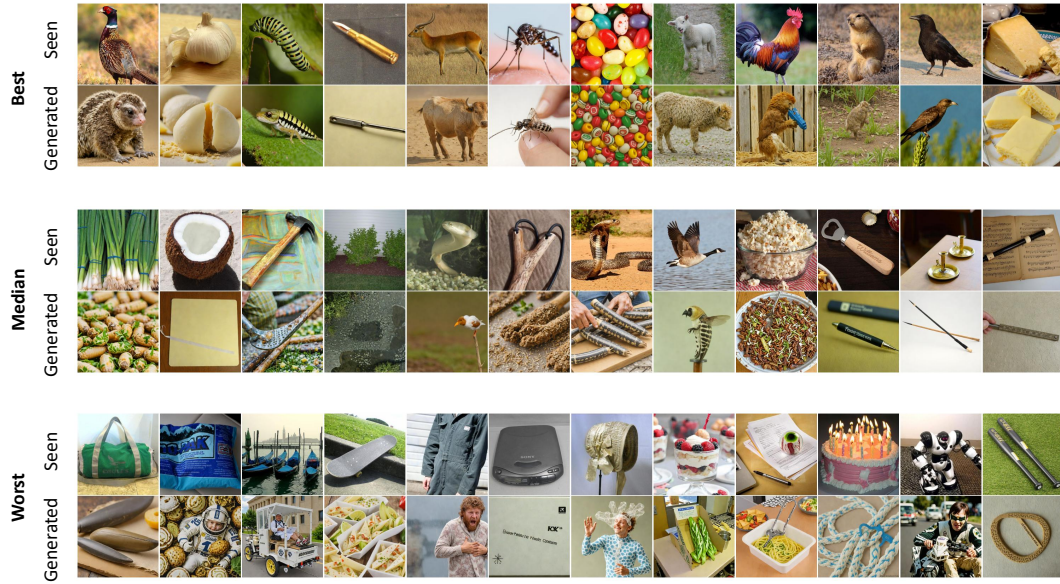 Best
Seen
Generated
Median
Seen
Generated
Worst
Seen
Generated